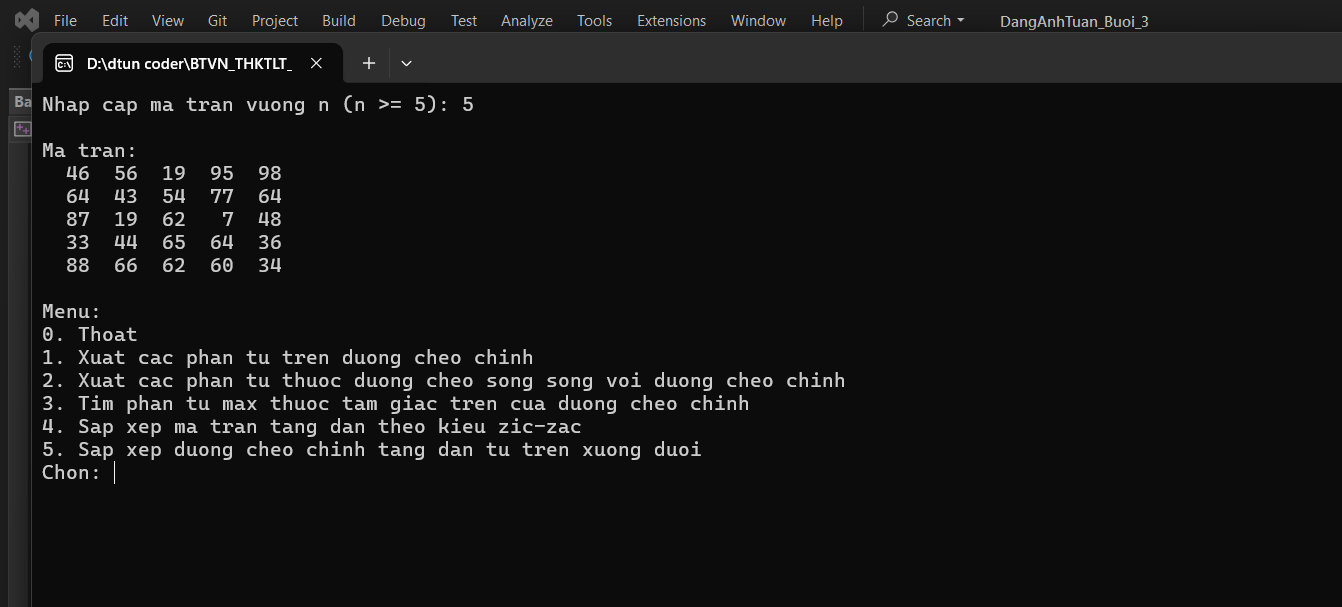 File Edit View Git Project Build Debug Test Analyze Tools Extensions Window Help Search DangAnhTuan_Buoi_3
D:\dtun coder\BTVN_THKTLT_
Ba
Nhap cap ma tran vuong n (n >= 5): 5
Ma tran:
46 56 19 95 98
64 43 54 77 64
87 19 62 7 48
33 44 65 64 36
88 66 62 60 34
Menu:
0. Thoat
1. Xuat cac phan tu tren duong cheo chinh
2. Xuat cac phan tu thuoc duong cheo song song voi duong cheo chinh
3. Tim phan tu max thuoc tam giac tren cua duong cheo chinh
4. Sap xep ma tran tang dan theo kieu zic-zac
5. Sap xep duong cheo chinh tang dan tu tren xuong duoi
Chon: